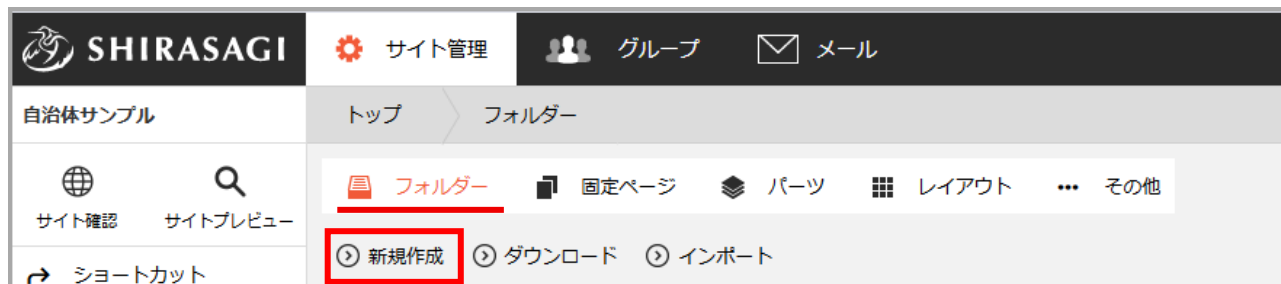 SHIRASAGI サイト管理 グループ メール
自治体サンプル トップ フォルダー
フォルダー 固定ページ パーツ レイアウト ••• その他
サイト確認 サイトプレビュー
新規作成 ダウンロード インポート
ショートカット